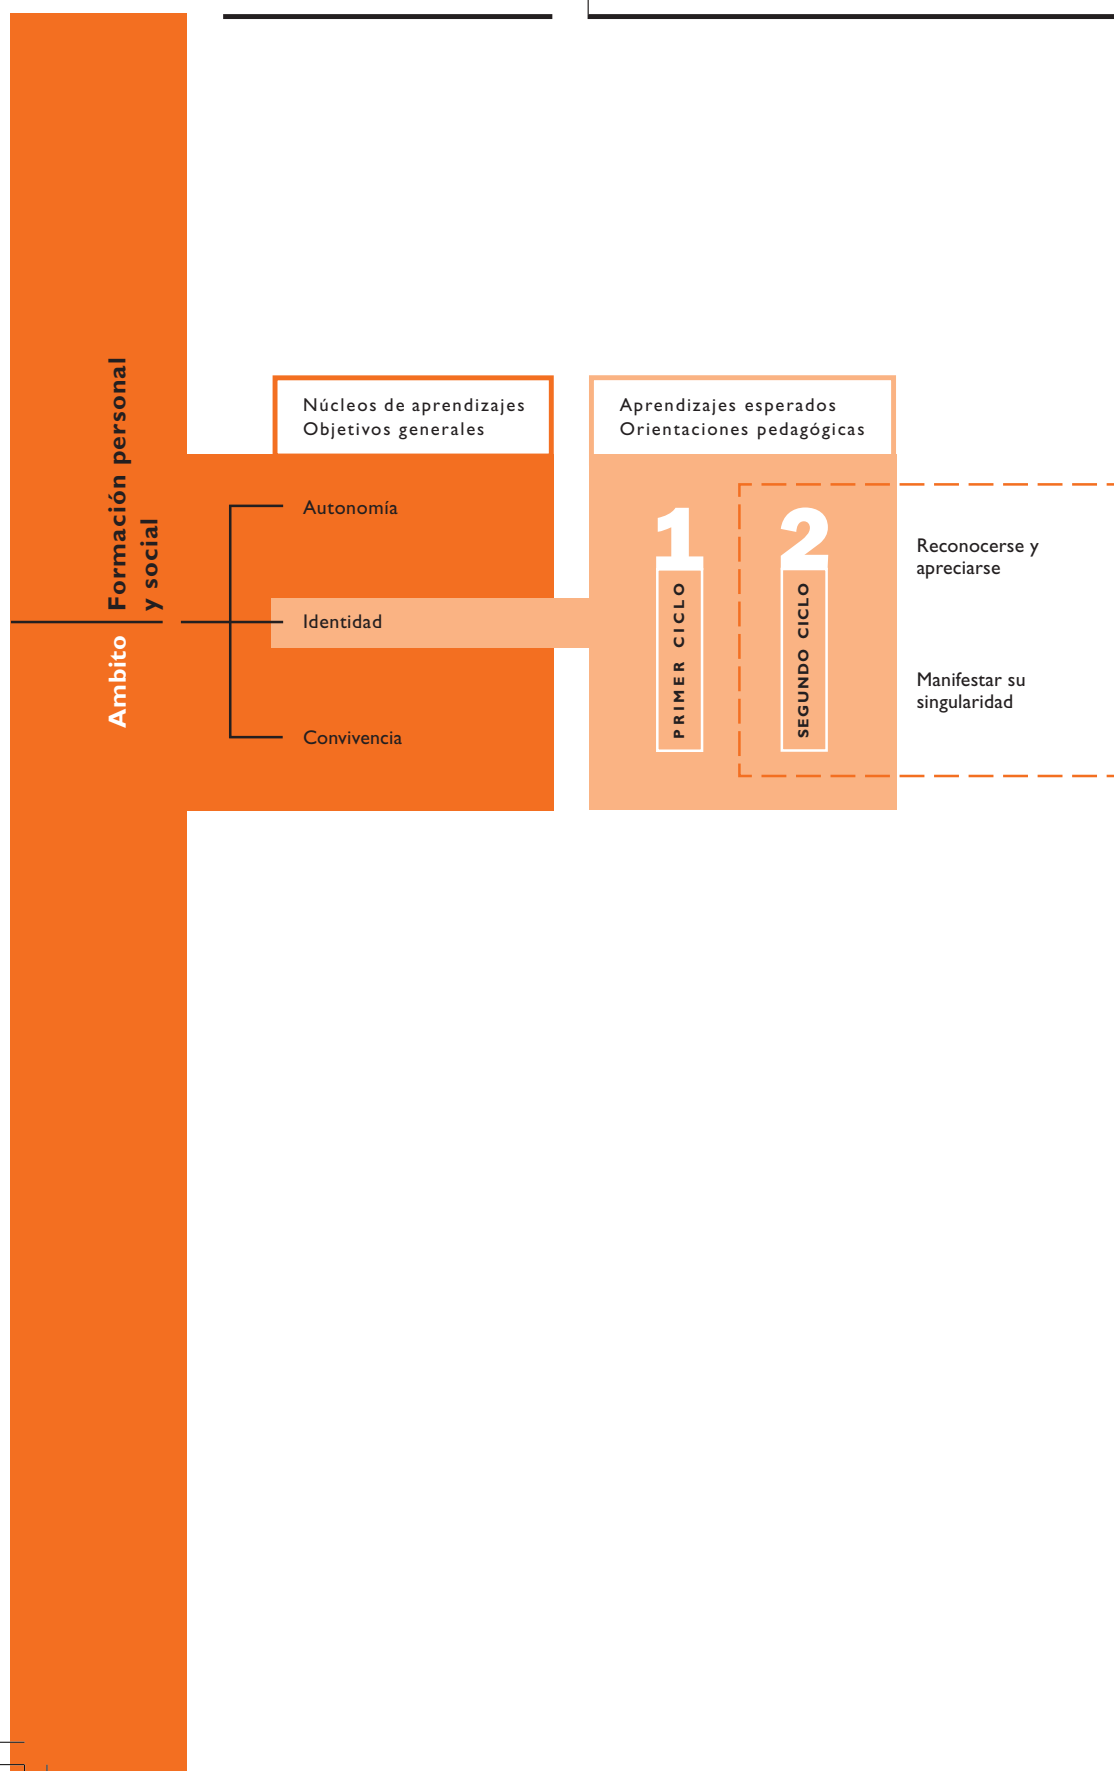 Ambito
Formación personal
y social
Núcleos de aprendizajes
Objetivos generales
Autonomía
Identidad
Convivencia
Aprendizajes esperados
Orientaciones pedagógicas
1
PRIMER CICLO
2
SEGUNDO CICLO
Reconocerse y
apreciarse
Manifestar su
singularidad